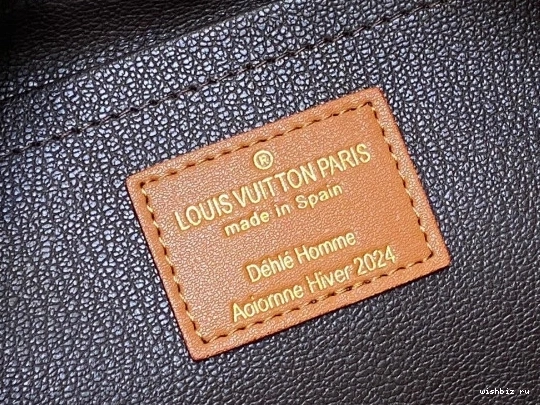 ®
LOUIS VUITTON PARIS
made in Spain
Déhlé Homme
Aoiomne Hiver 2024
wishbiz ru